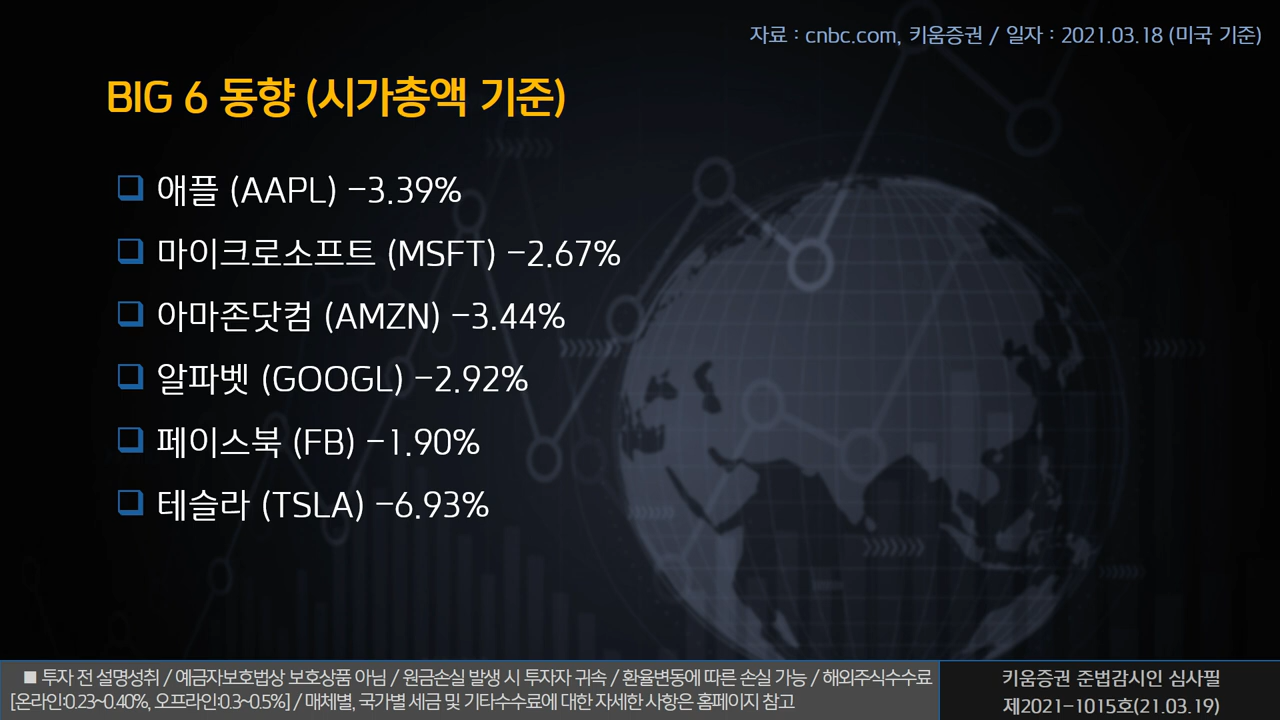 자료 : cnbc.com, 키움증권 / 일자 : 2021.03.18 (미국 기준)
BIG 6 동향 (시가총액 기준)
❑ 애플 (AAPL) -3.39%
❑ 마이크로소프트 (MSFT) -2.67%
❑ 아마존닷컴 (AMZN) -3.44%
❑ 알파벳 (GOOGL) -2.92%
❑ 페이스북 (FB) -1.90%
❑ 테슬라 (TSLA) -6.93%
■ 투자 전 설명성취 / 예금자보호법상 보호상품 아님 / 원금손실 발생 시 투자자 귀속 / 환율변동에 따른 손실 가능 / 해외주식수수료
[온라인:0.23~0.40%, 오프라인:0.3~0.5%] / 매체별, 국가별 세금 및 기타수수료에 대한 자세한 사항은 홈페이지 참고
키움증권 준법감시인 심사필
제2021-1015호(21.03.19)